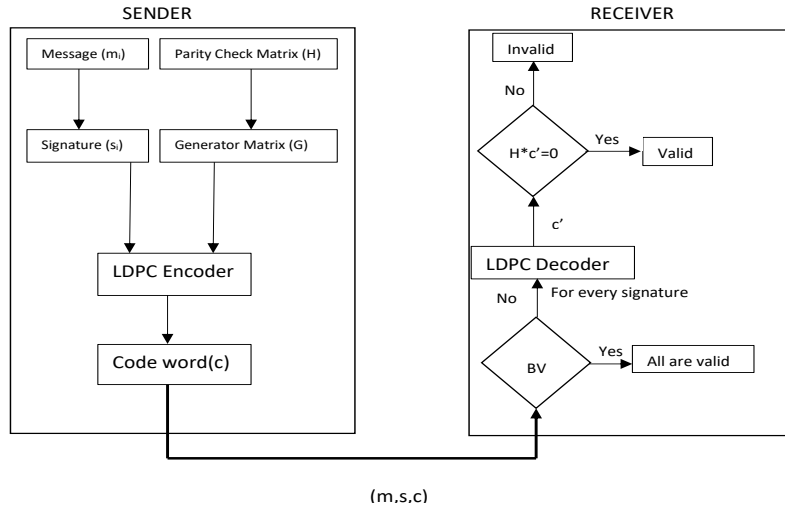 SENDER
Message (mᵢ)
Parity Check Matrix (H)
Signature (sᵢ)
Generator Matrix (G)
LDPC Encoder
Code word(c)
(m,s,c)
RECEIVER
Invalid
No
H*c’=0
Yes
Valid
c’
LDPC Decoder
No
For every signature
BV
Yes
All are valid